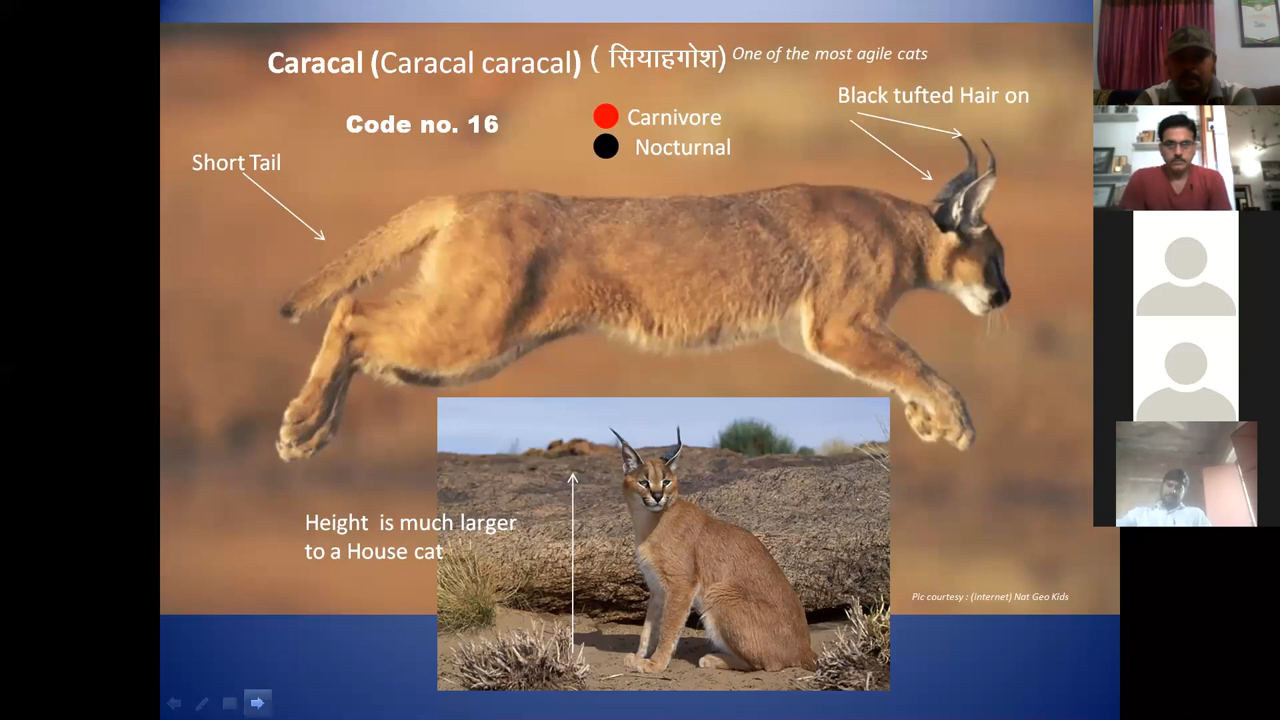 Caracal (Caracal caracal) ( सियाहगोश) One of the most agile cats
Black tufted Hair on
Code no. 16
Carnivore
Nocturnal
Short Tail
Height is much larger
to a House cat
Pic courtesy : (Internet) Nat Geo Kids